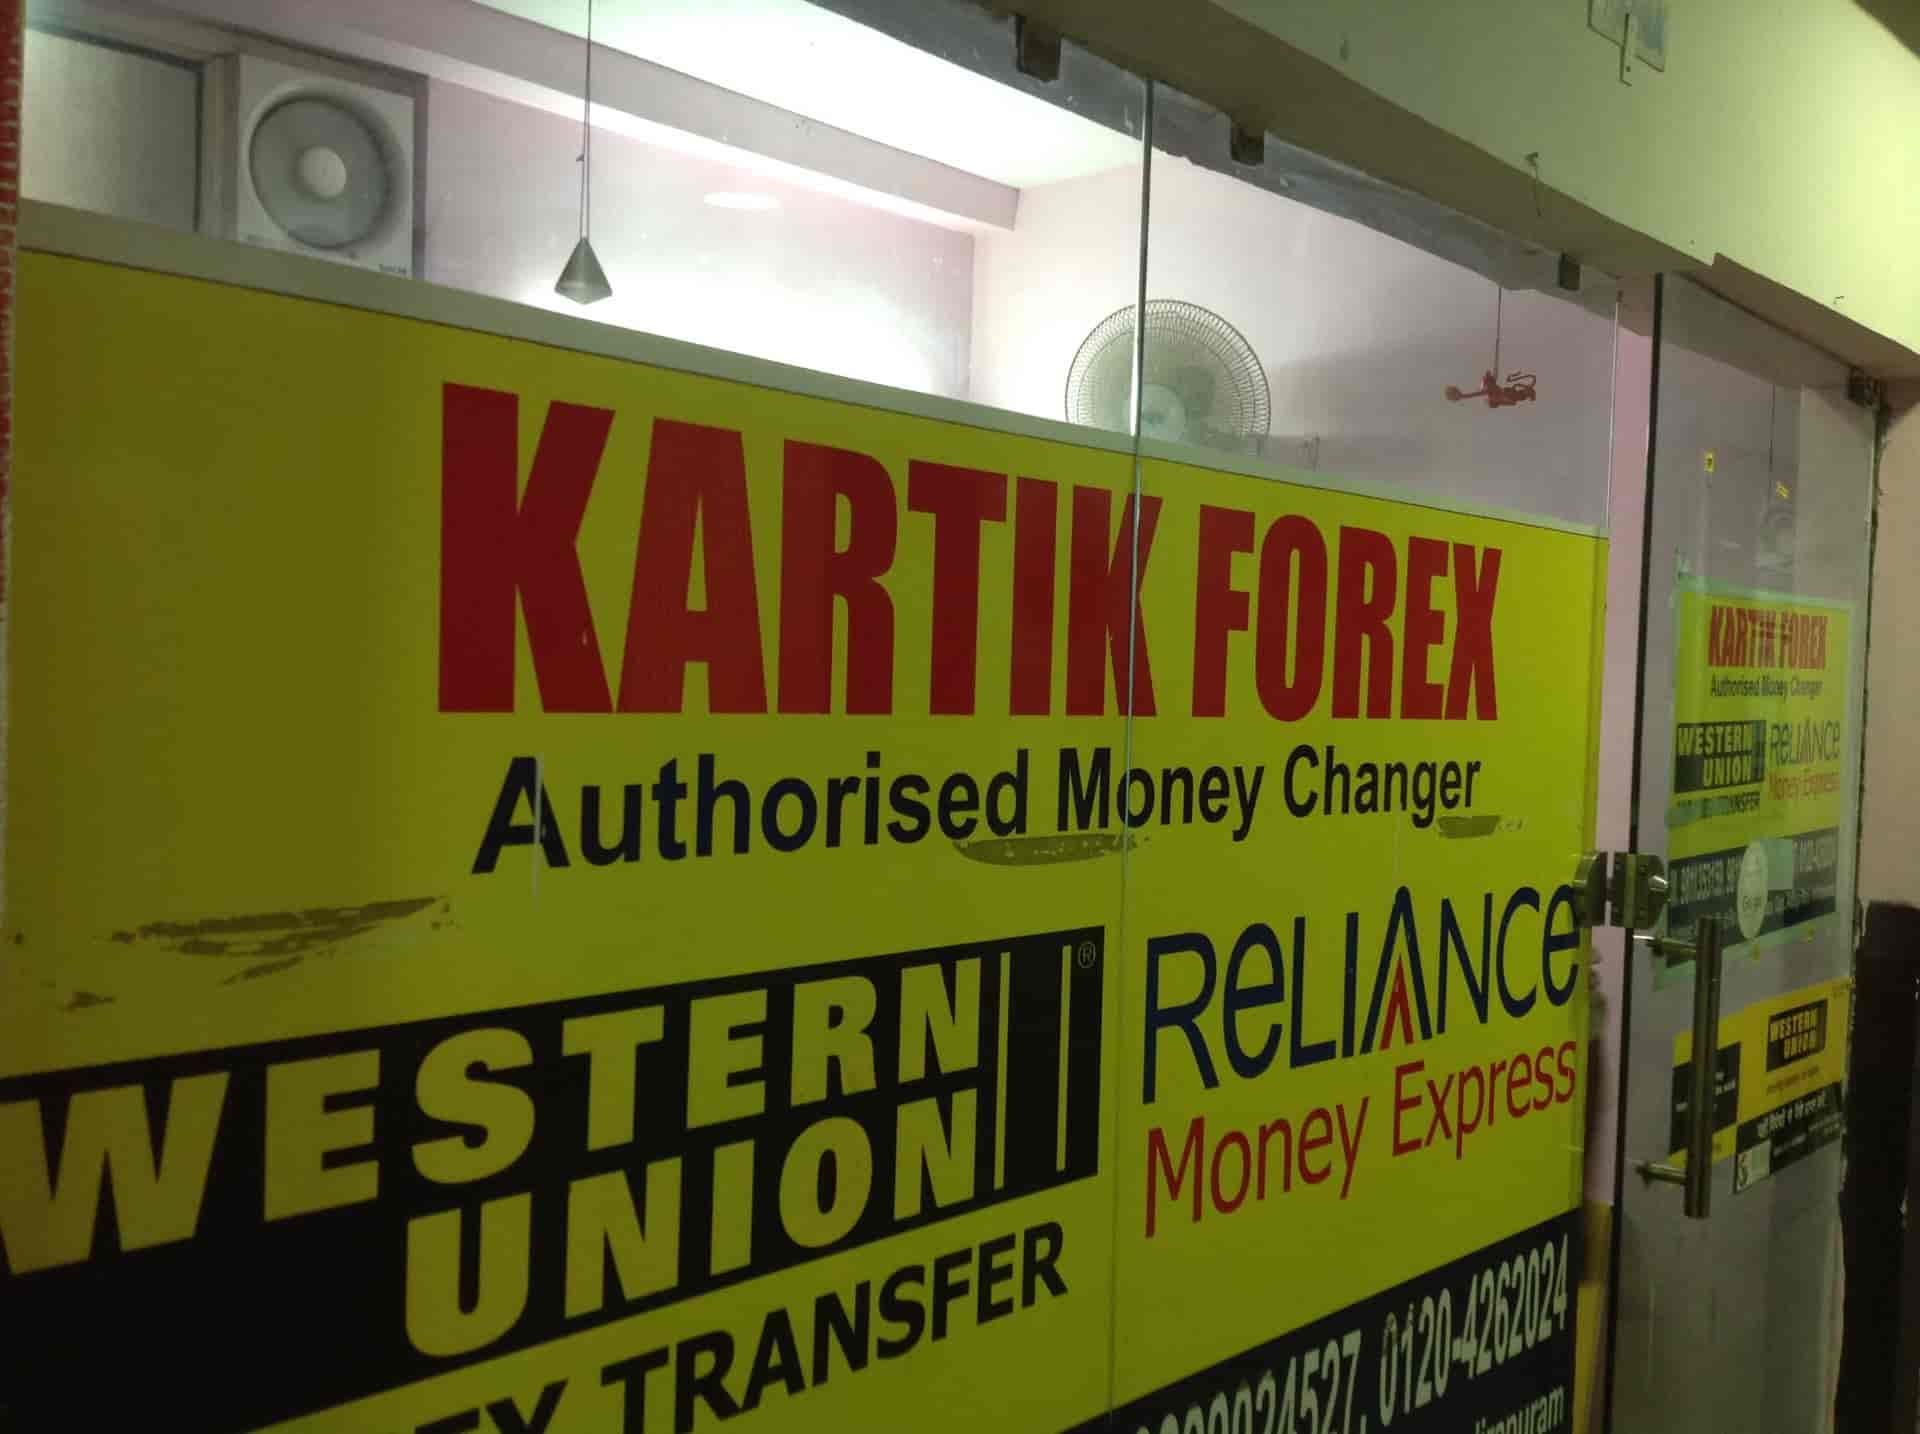 KARTIK FOREX
Authorised Money Changer
WESTERN
UNION
®
TRANSFER
RELIANCE
Money Express
0120-4262024
KARTIK FOREX
Authorised Money Changer
WESTERN
UNION
RELIANCE
Money Express
WESTERN
UNION